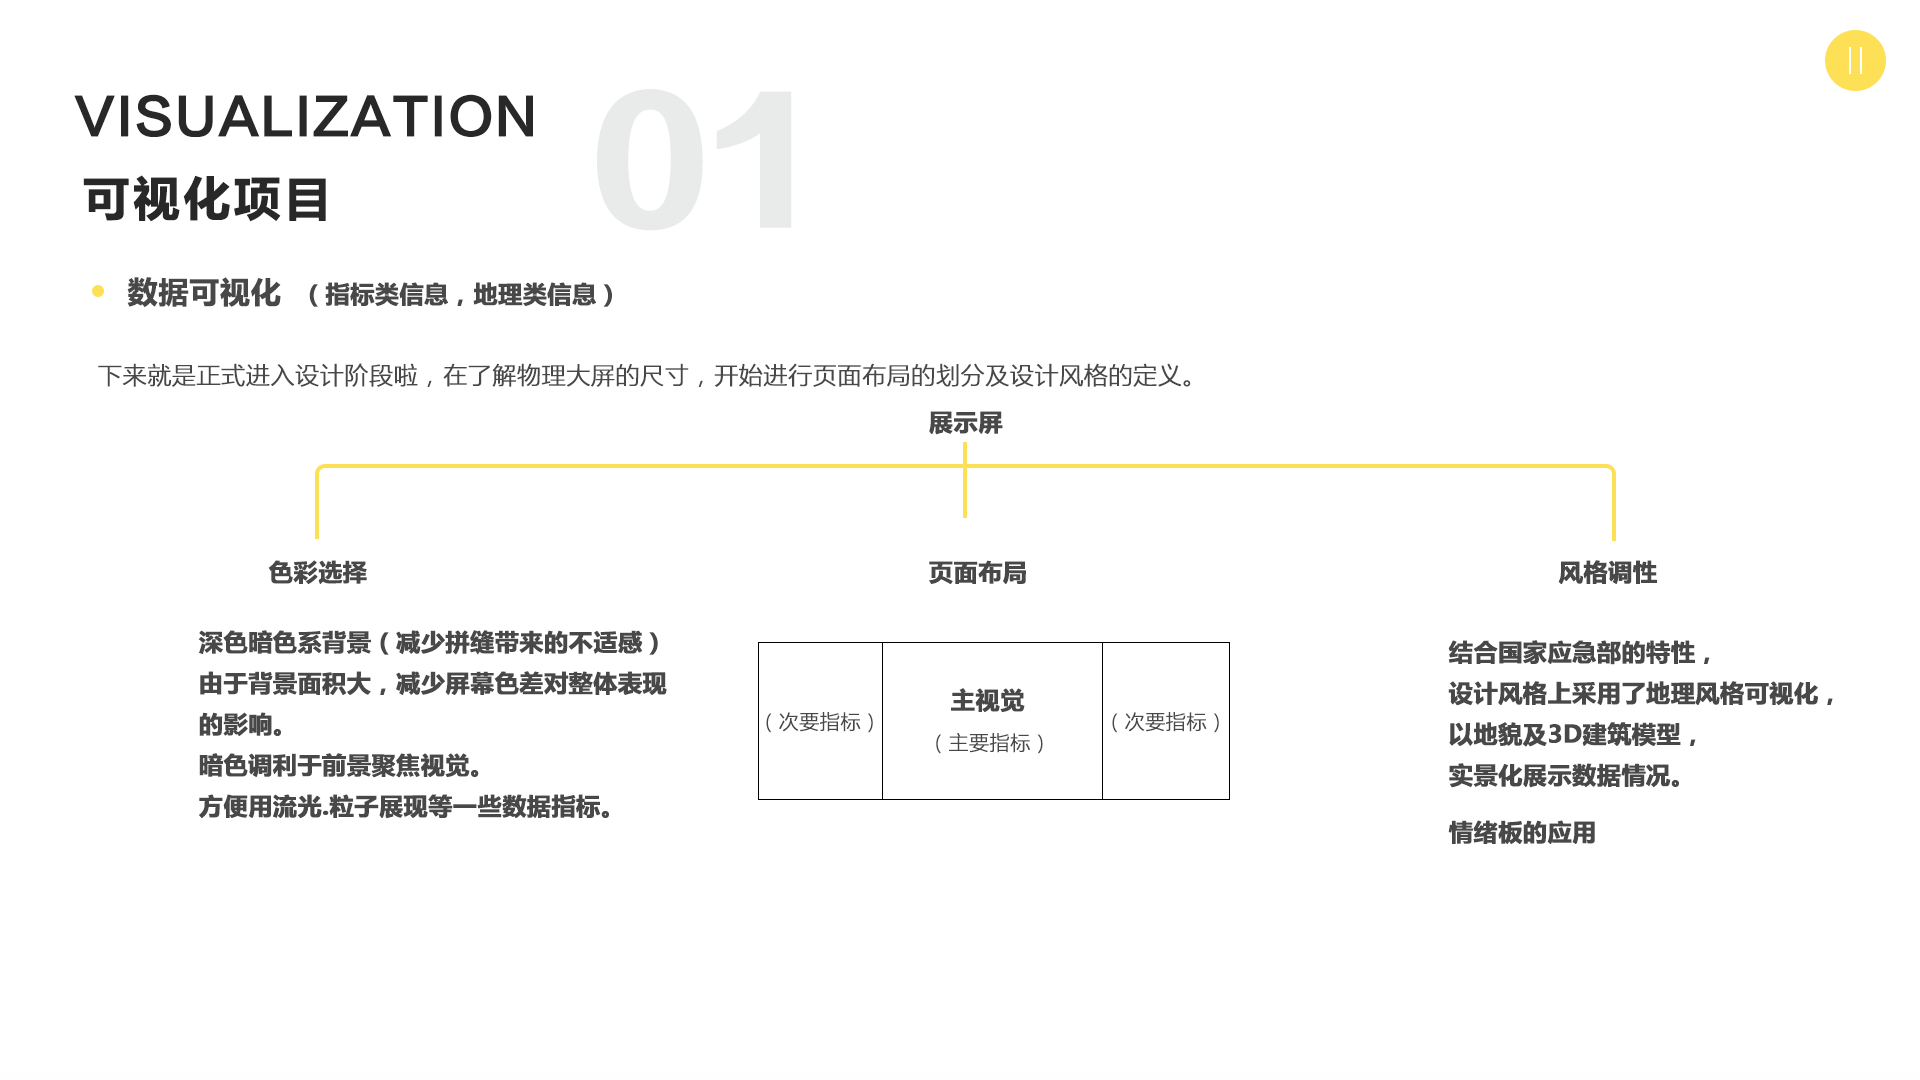 VISUALIZATION
01
可视化项目
数据可视化 （指标类信息，地理类信息）
下来就是正式进入设计阶段啦，在了解物理大屏的尺寸，开始进行页面布局的划分及设计风格的定义。
展示屏
色彩选择
深色暗色系背景（减少拼缝带来的不适感）
由于背景面积大，减少屏幕色差对整体表现
的影响。
暗色调利于前景聚焦视觉。
方便用流光.粒子展现等一些数据指标。
页面布局
（次要指标）
主视觉
（主要指标）
（次要指标）
风格调性
结合国家应急部的特性，
设计风格上采用了地理风格可视化，
以地貌及3D建筑模型，
实景化展示数据情况。
情绪板的应用